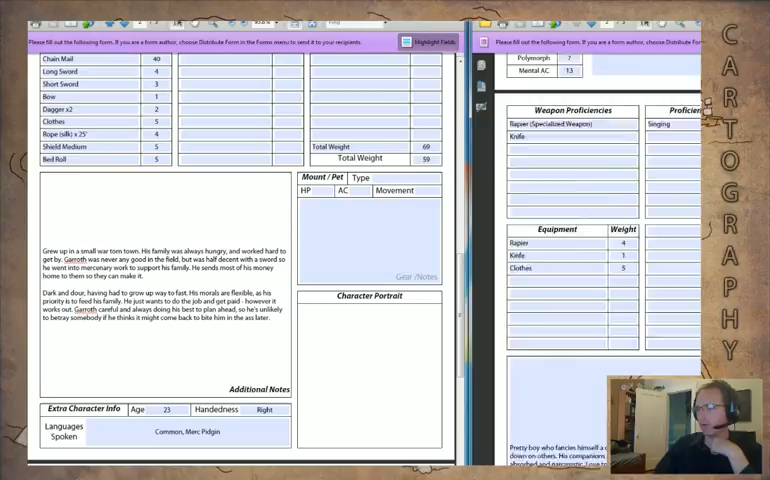 Please fill out the following form. If you are a form author, choose Distribute Form in the Forms menu to send it to your recipients.
Highlight Fields
Chain Mail 40
Long Sword 4
Short Sword 3
Bow 1
Dagger x2 2
Clothes 5
Rope (silk) x 25' 4
Shield Medium 5
Bed Roll 5
Total Weight 69
Total Weight 59
Mount / Pet Type
HP AC Movement
Gear /Notes
Character Portrait
Grew up in a small war torn town. His family was always hungry, and worked hard to
get by. Garroth was never any good in the field, but was half decent with a sword so
he went into mercenary work to support his family. He sends most of his money
home to them so they can make it.
Dark and dour, having had to grow up way to fast. His morals are flexible, as his
priority is to feed his family. He just wants to do the job and get paid - however it
works out. Garroth careful and always doing his best to plan ahead, so he's unlikely
to betray somebody if he thinks it might come back to bite him in the ass later.
Additional Notes
Extra Character Info Age 23 Handedness Right
Languages
Spoken
Common, Merc Pidgin
Please fill out the following form. If you are a form author, choose Distribute For
Polymorph 7
Mental AC 13
Weapon Proficiencies
Rapier (Specialized Weapon)
Knife
Proficien
Singing
Equipment Weight
Rapier 4
Knife 1
Clothes 5
Pretty boy who fancies himself a
down on others. His companions
absorbed and narcissistic. Love to
CARTOGRAPHY